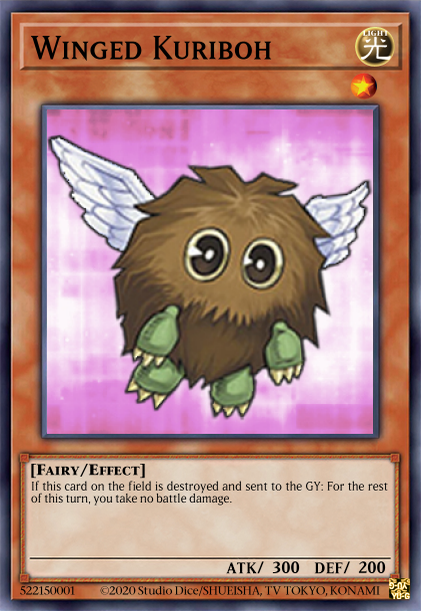 Winged Kuriboh
LIGHT
光
[Fairy/Effect]
If this card on the field is destroyed and sent to the GY: For the rest
of this turn, you take no battle damage.
ATK/ 300 DEF/ 200
522150001 ©2020 Studio Dice/SHUEISHA, TV TOKYO, KONAMI